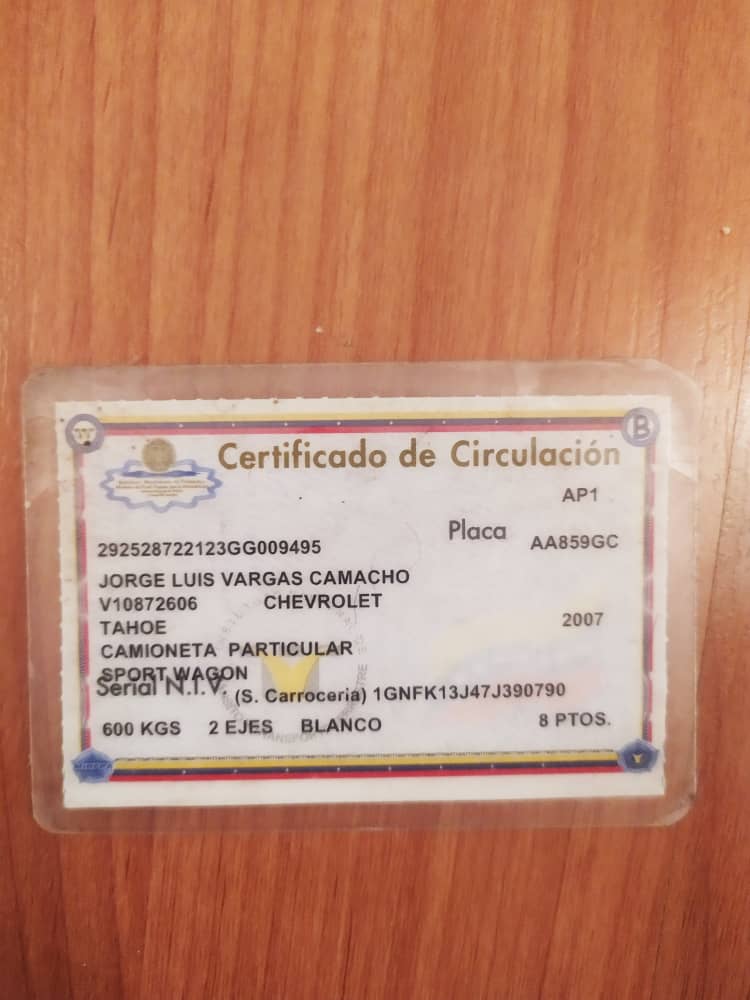 B
Certificado de Circulación
AP1
Placa AA859GC
292528722123GG009495
JORGE LUIS VARGAS CAMACHO
V10872606 CHEVROLET
TAHOE 2007
CAMIONETA PARTICULAR
SPORT WAGON
Serial N.I.V. (S. Carroceria) 1GNFK13J47J390790
600 KGS 2 EJES BLANCO 8 PTOS.